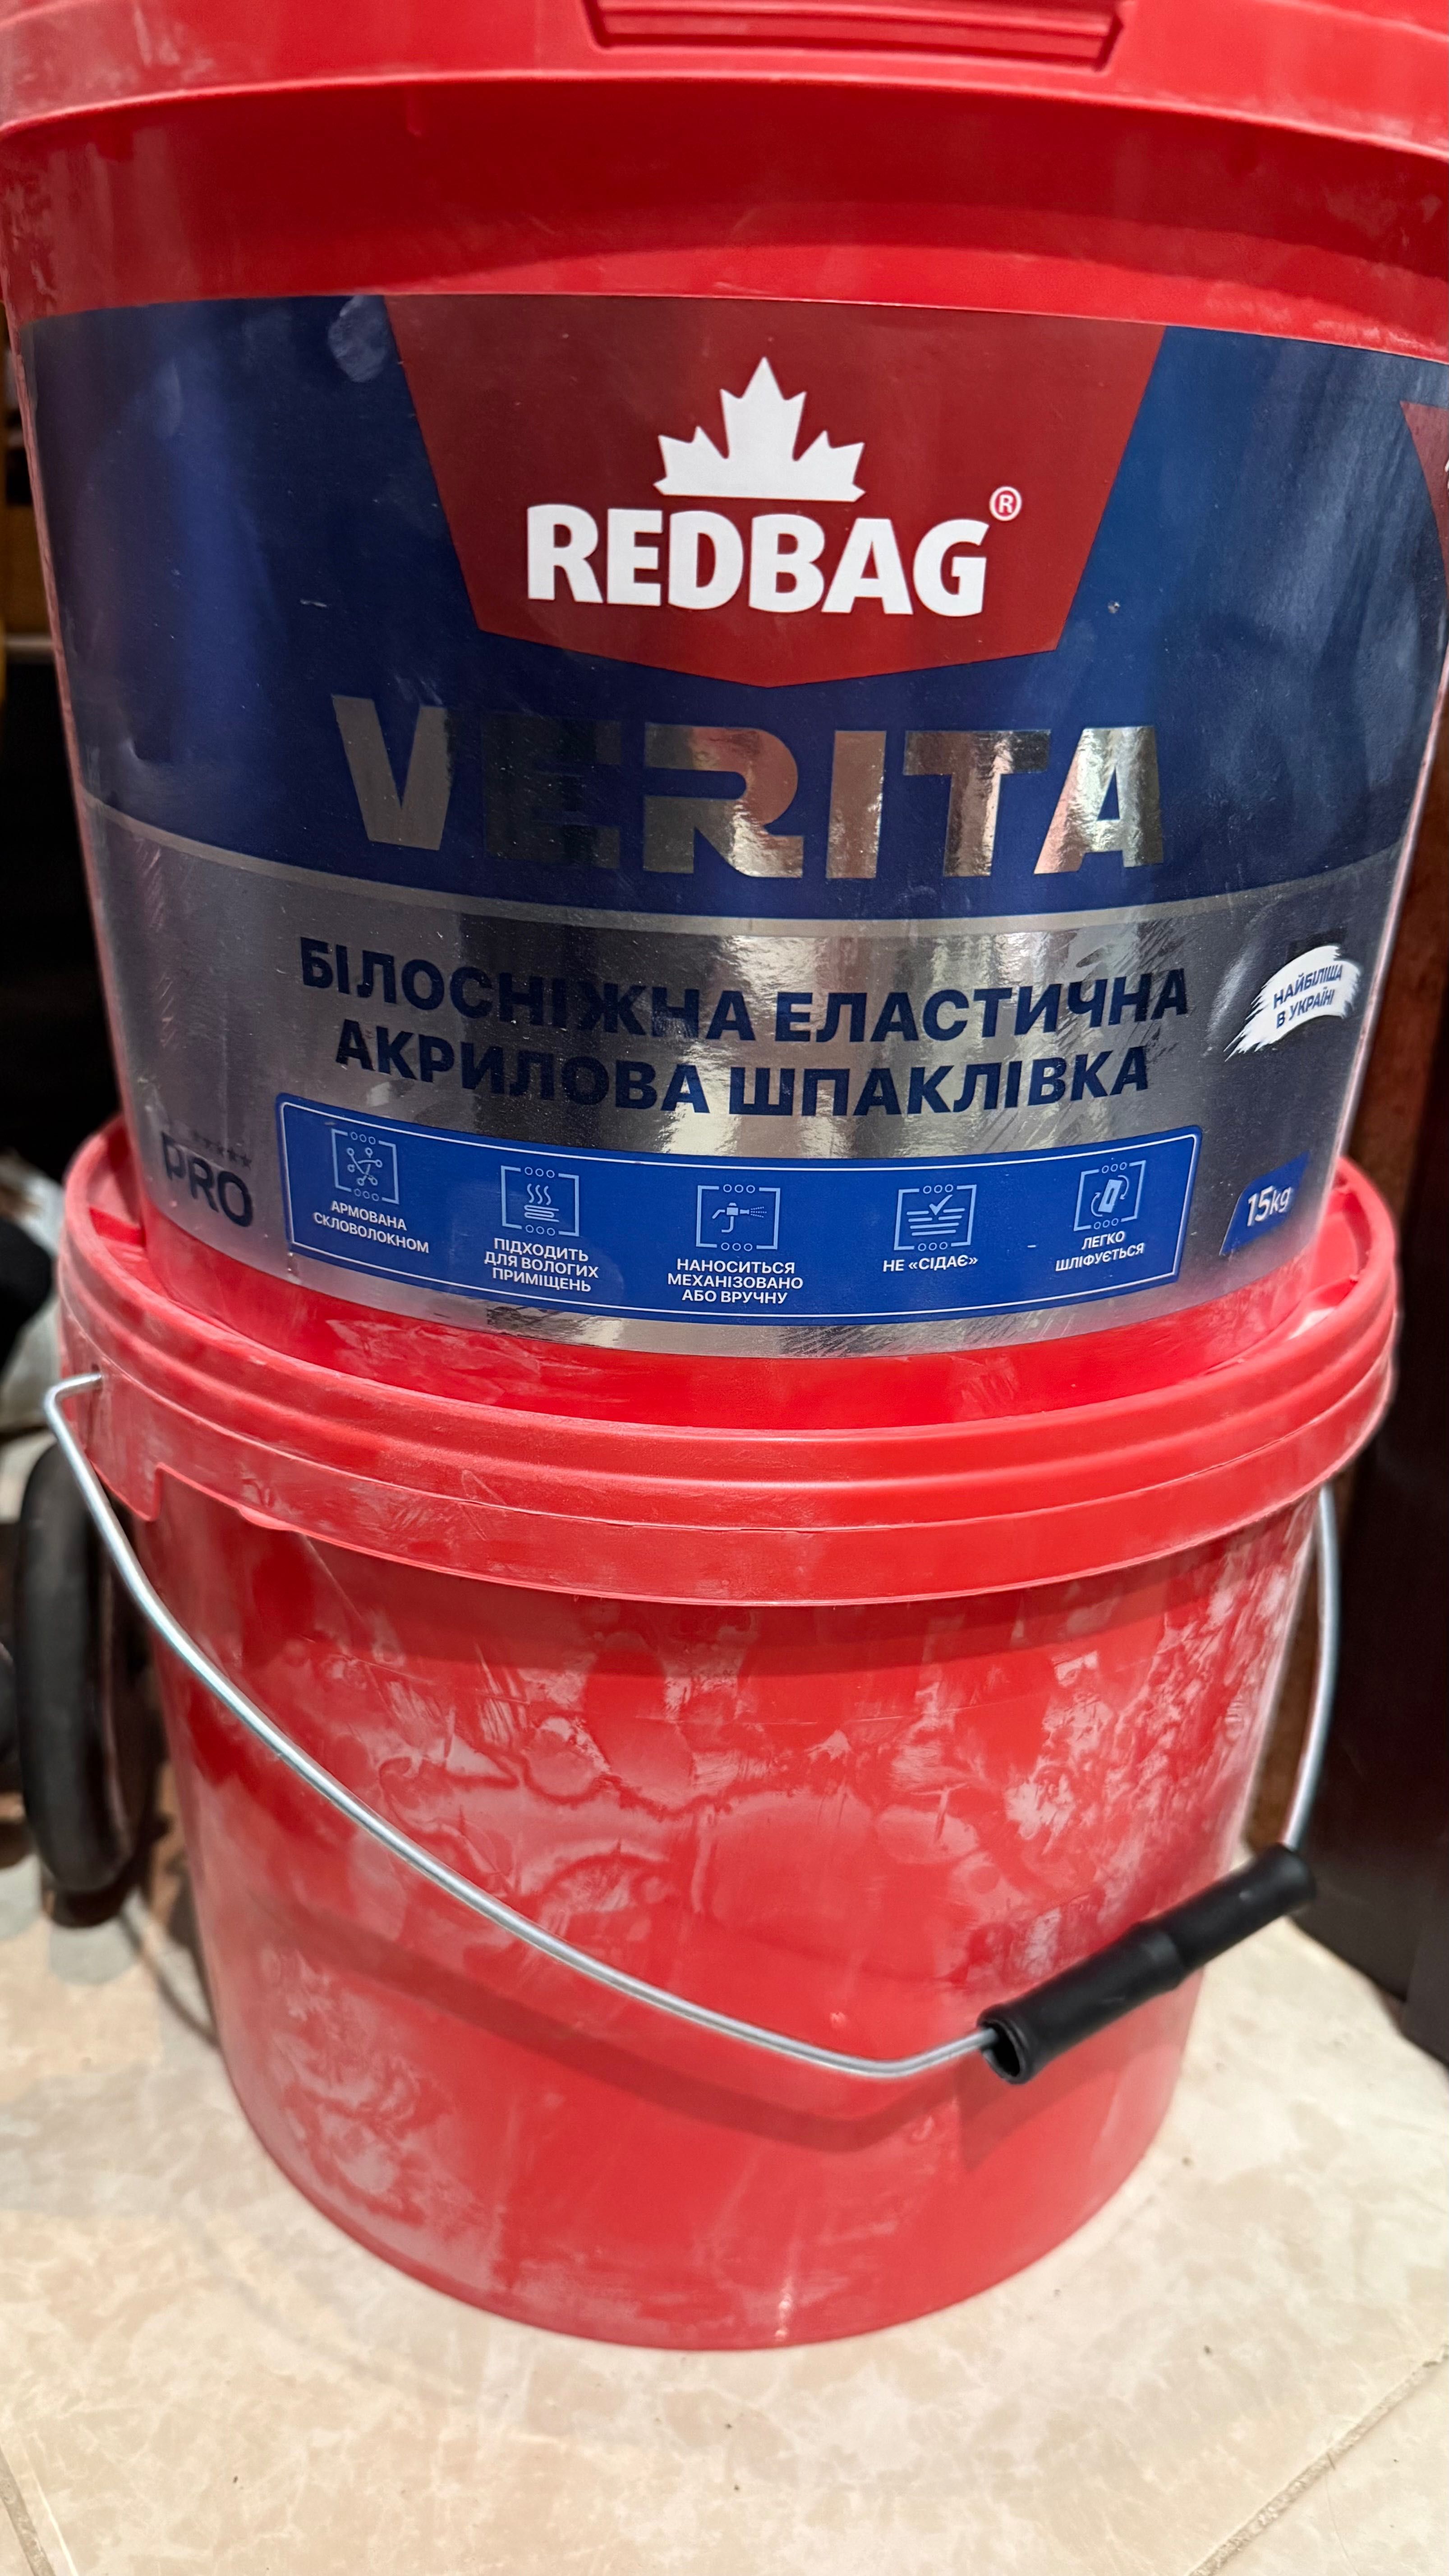 REDBAG®
VERITA
БІЛОСНІЖНА ЕЛАСТИЧНА
АКРИЛОВА ШПАКЛІВКА
НАЙБІЛІША
В УКРАЇНІ
PRO
АРМОВАНА
СКЛОВОЛОКНОМ
ПІДХОДИТЬ
ДЛЯ ВОЛОГИХ
ПРИМІЩЕНЬ
НАНОСИТЬСЯ
МЕХАНІЗОВАНО
АБО ВРУЧНУ
НЕ «СІДАЄ»
ЛЕГКО
ШЛІФУЄТЬСЯ
15kg